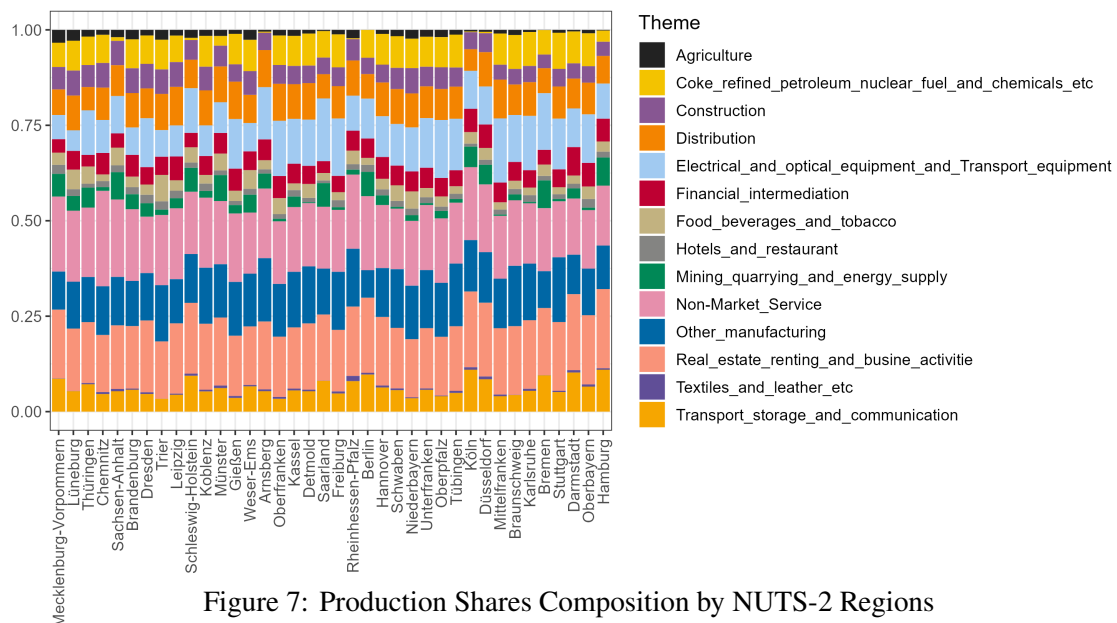 1.00
0.75
0.50
0.25
0.00
Mecklenburg-Vorpommern
Lüneburg
Thüringen
Chemnitz
Sachsen-Anhalt
Brandenburg
Dresden
Trier
Leipzig
Schleswig-Holstein
Koblenz
Münster
Gießen
Weser-Ems
Arnsberg
Oberfranken
Kassel
Detmold
Saarland
Freiburg
Rheinhessen-Pfalz
Berlin
Hannover
Schwaben
Niederbayern
Unterfranken
Oberpfalz
Tübingen
Köln
Düsseldorf
Mittelfranken
Braunschweig
Karlsruhe
Bremen
Stuttgart
Darmstadt
Oberbayern
Hamburg
Theme
Agriculture
Coke_refined_petroleum_nuclear_fuel_and_chemicals_etc
Construction
Distribution
Electrical_and_optical_equipment_and_Transport_equipment
Financial_intermediation
Food_beverages_and_tobacco
Hotels_and_restaurant
Mining_quarrying_and_energy_supply
Non-Market_Service
Other_manufacturing
Real_estate_renting_and_busine_activitie
Textiles_and_leather_etc
Transport_storage_and_communication
Figure 7: Production Shares Composition by NUTS-2 Regions